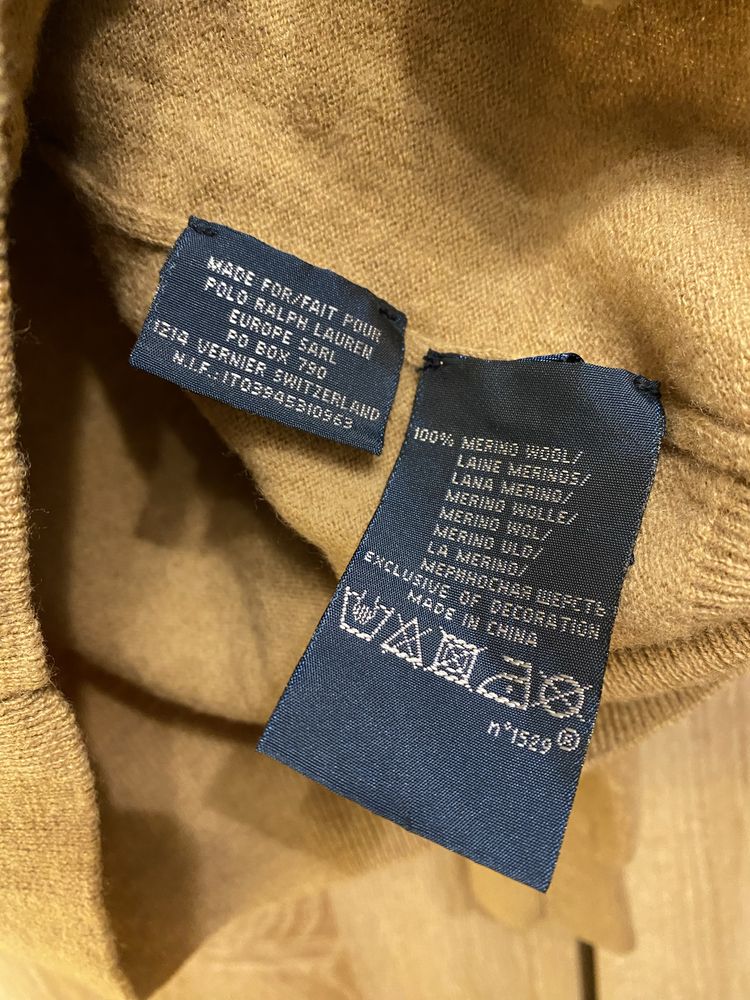 MADE FOR/FAIT POUR
POLO RALPH LAUREN
EUROPE SARL
PO BOX 790
1214 VERNIER SWITZERLAND
N.I.F.:IT03945310963
100% MERINO WOOL/
LAINE MERINOS/
LANA MERINO/
MERINO WOLLE/
MERINO WOL/
MERINO ULD/
LA MERINO/
МЕРИНОСНАЯ ШЕРСТЬ
EXCLUSIVE OF DECORATION
MADE IN CHINA
n°1529®